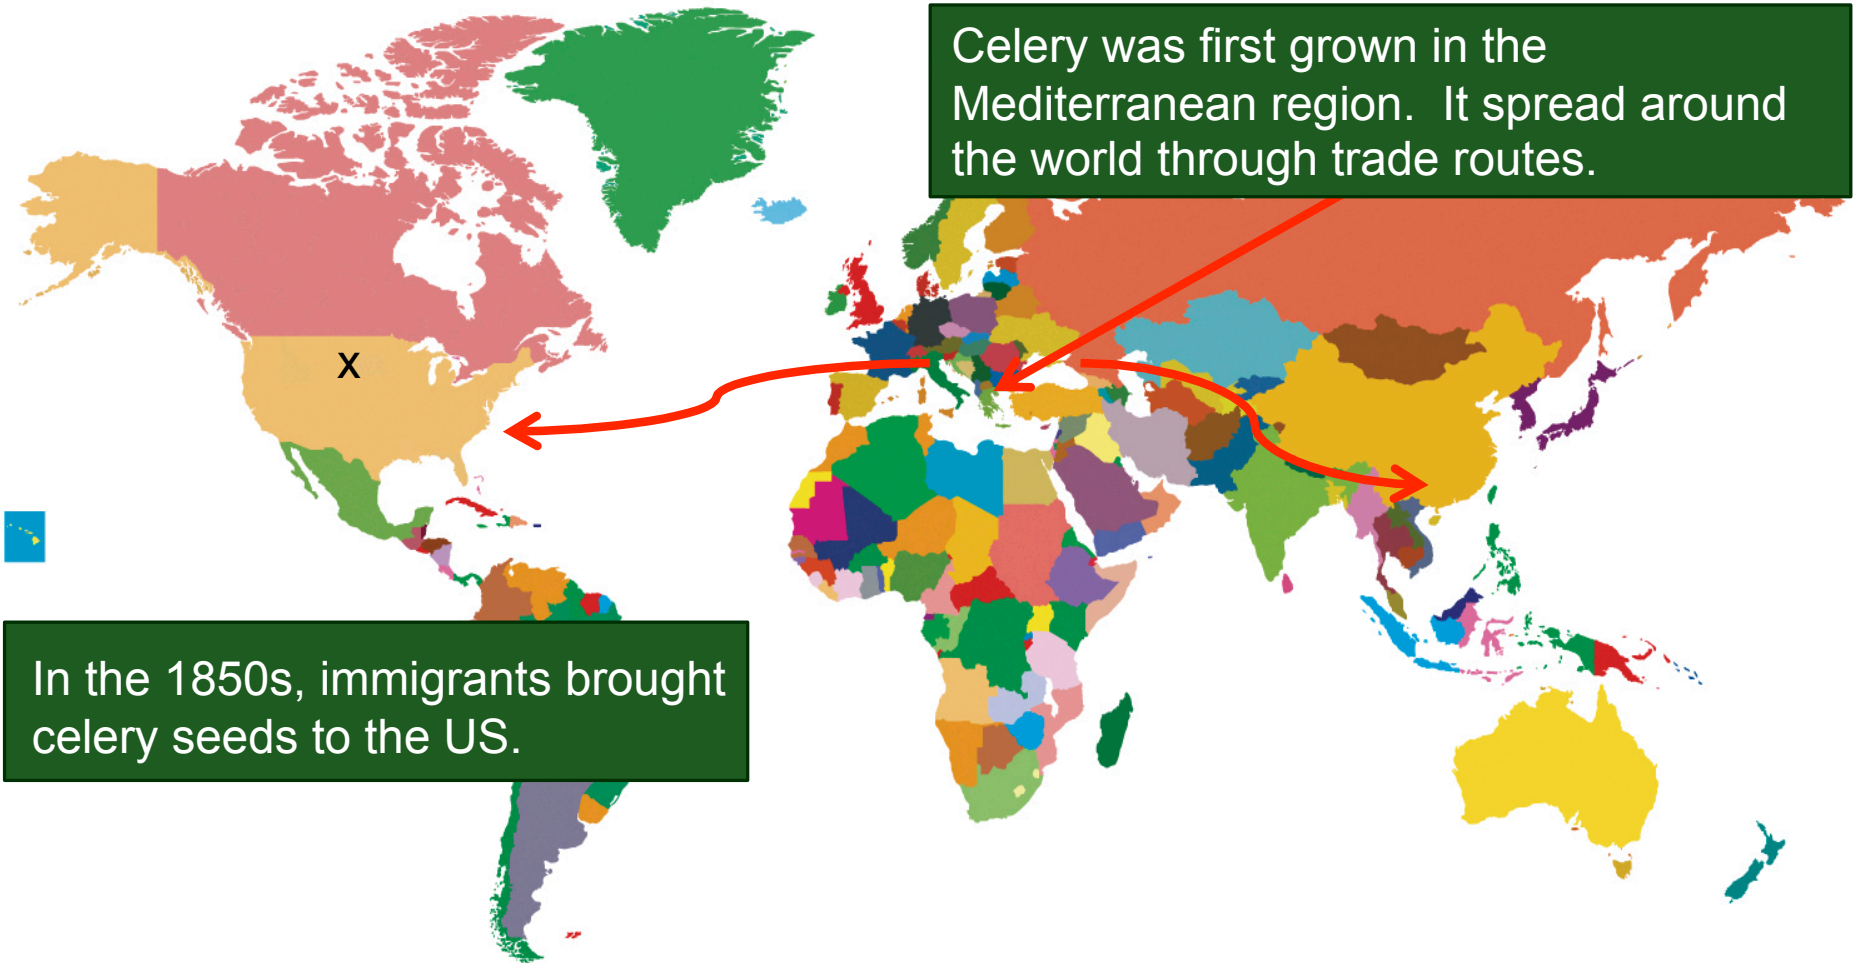 Celery was first grown in the
Mediterranean region.  It spread around
the world through trade routes.
X
In the 1850s, immigrants brought
celery seeds to the US.